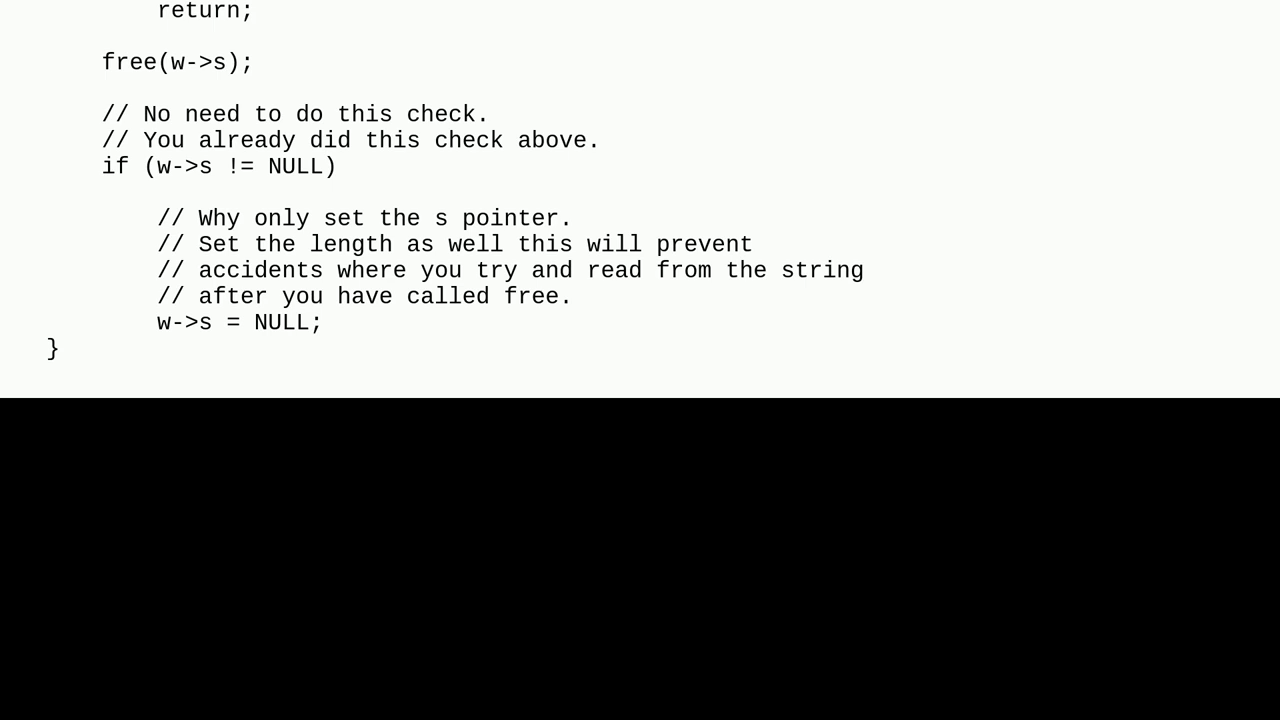 return;
free(w->s);
// No need to do this check.
// You already did this check above.
if (w->s != NULL)
// Why only set the s pointer.
// Set the length as well this will prevent
// accidents where you try and read from the string
// after you have called free.
w->s = NULL;
}